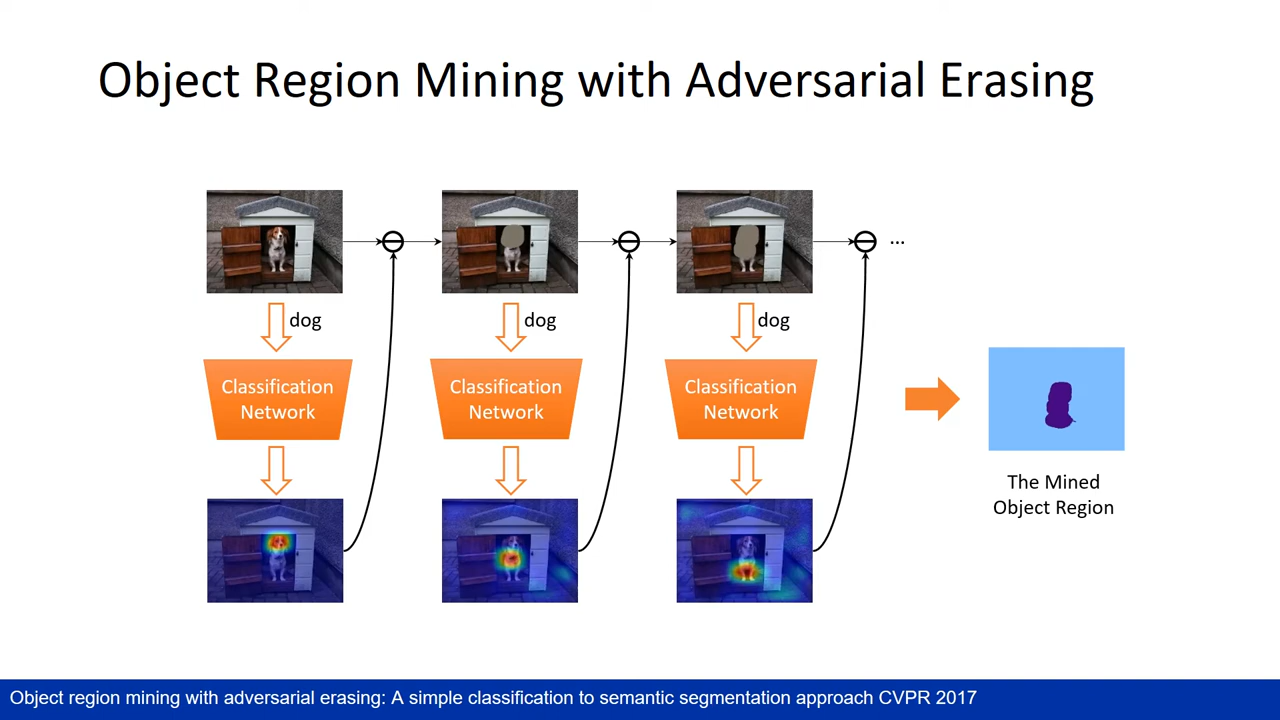 Object Region Mining with Adversarial Erasing
...
dog
dog
dog
Classification
Network
Classification
Network
Classification
Network
The Mined
Object Region
Object region mining with adversarial erasing: A simple classification to semantic segmentation approach CVPR 2017